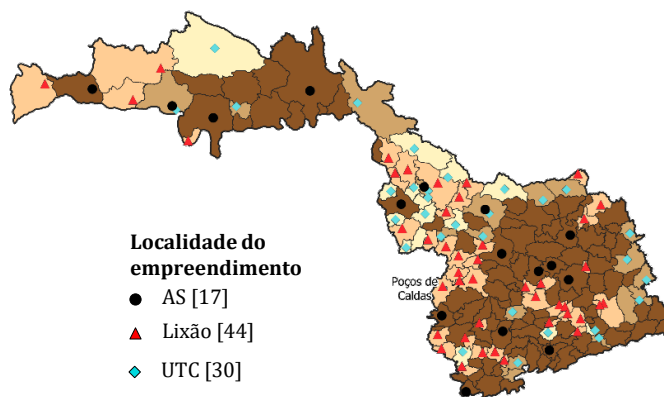 Localidade do
empreendimento
AS [17]
Lixão [44]
UTC [30]
Poços de
Caldas